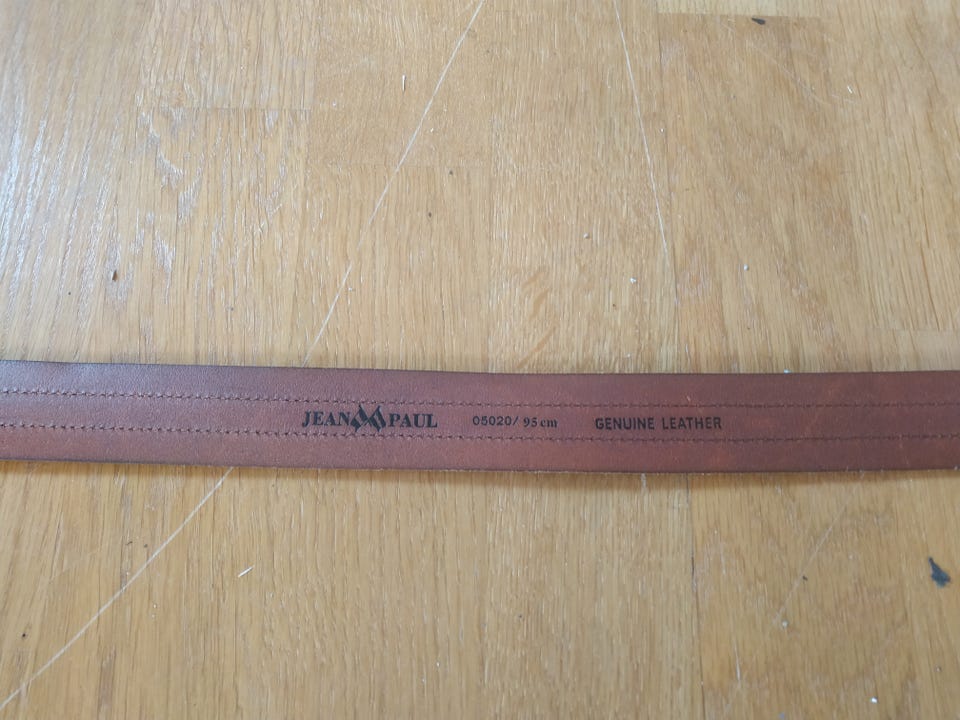 JEAN PAUL 05020/ 95 cm GENUINE LEATHER